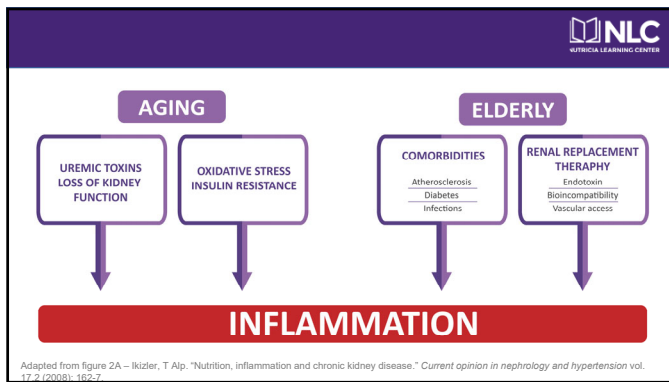 NLC
NUTRICIA LEARNING CENTER
AGING
ELDERLY
UREMIC TOXINS
LOSS OF KIDNEY
FUNCTION
OXIDATIVE STRESS
INSULIN RESISTANCE
COMORBIDITIES
Atherosclerosis
Diabetes
Infections
RENAL REPLACEMENT
THERAPHY
Endotoxin
Bioincompatibility
Vascular access
INFLAMMATION
Adapted from figure 2A – Ikizler, T Alp. “Nutrition, inflammation and chronic kidney disease.” Current opinion in nephrology and hypertension vol.
17,2 (2008): 162-7.